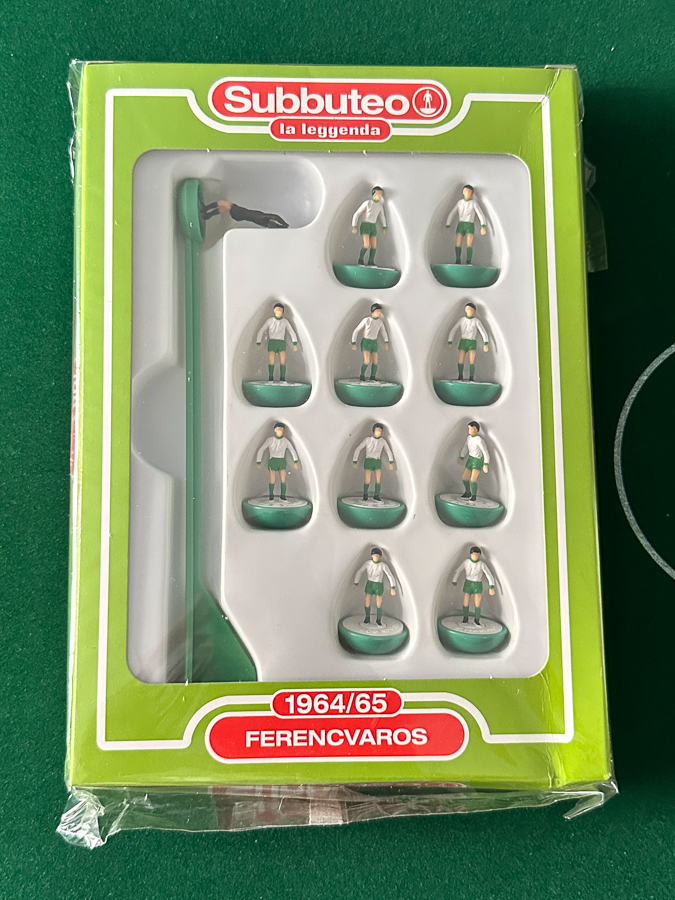 Subbuteo
la leggenda
1964/65
FERENCVAROS